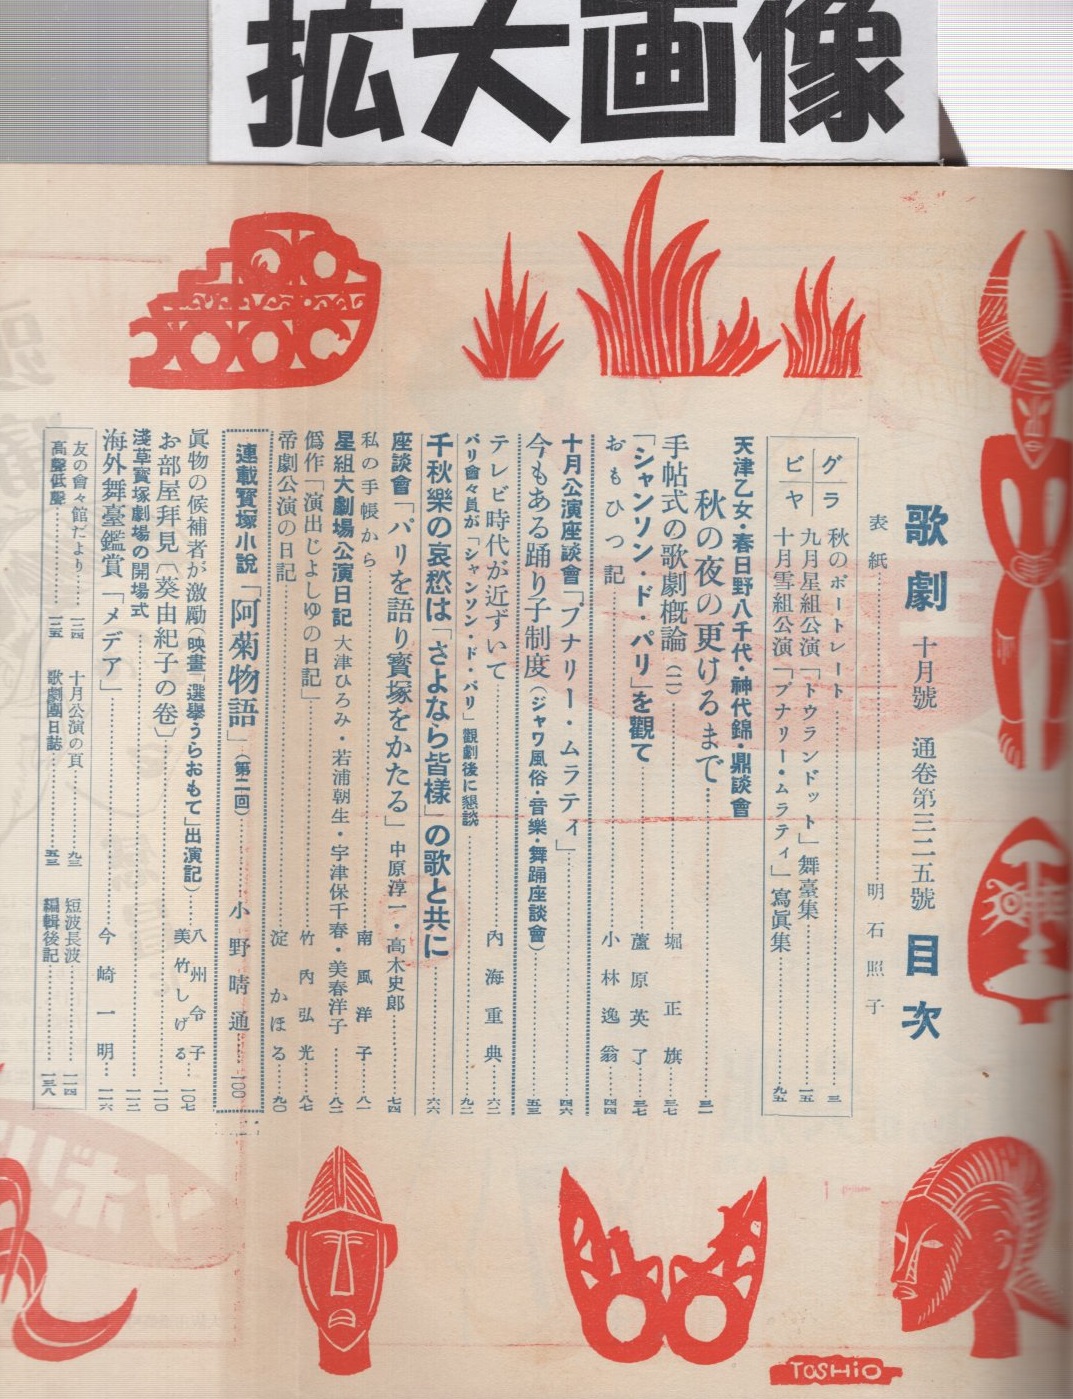 拡大画像
歌劇 十月號 通卷第三二五號 目次
表紙……明石照子
グラビヤ
秋のポートレート……三
九月星組公演「トウランドット」舞臺集……一五
十月雪組公演「ブナリー・ムラティ」寫眞集……九五
天津乙女・春日野八千代・神代錦・鼎談會
秋の夜の更けるまで……三一
手帖式の歌劇概論(一)……堀正旗……三七
「シャンソン・ド・パリ」を觀て……蘆原英了……三七
おもひつ記……小林逸翁……四四
十月公演座談會「ブナリー・ムラティ」……四六
今もある踊り子制度(ジャワ風俗・音樂・舞踊座談會)……五三
テレビ時代が近ずいて……內海重典……六二
パリ會々員が「シャンソン・ド・パリ」觀劇後に懇談……九二
千秋樂の哀愁は「さよなら皆樣」の歌と共に……六六
座談會「パリを語り寳塚をかたる」中原淳一・高木史郎……七四
私の手帳から……南風洋子……八一
星組大劇場公演日記 大津ひろみ・若浦朝生・宇津保千春・美春洋子……八二
僞作「演出じよしゆの日記」……竹內弘光……八七
帝劇公演の日記……淀かほる……九〇
連載寳塚小說「阿菊物語」(第二回)……小野晴通……一〇〇
眞物の候補者が激勵(映畫「選擧うらおもて」出演記)……八州令子……一〇七
お部屋拜見〔葵由紀子の卷〕……美竹しげる……一一〇
淺草寳塚劇場の開場式……一一二
海外舞臺鑑賞「メデア」……今崎一明……一一六
友の會々館だより……一二四
十月公演の頁……九三
短波長波……一一四
高聲低聲……一三五
歌劇團日誌……五三
編輯後記……一三八
TOSHiO